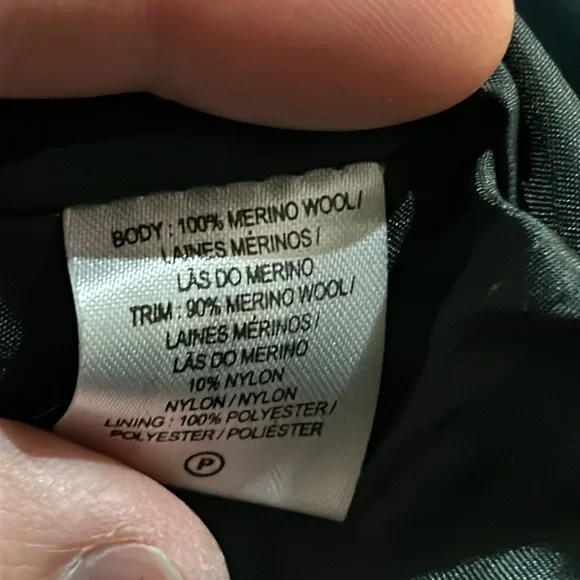 BODY : 100% MERINO WOOL /
LAINES MÉRINOS /
LÃS DO MERINO
TRIM : 90% MERINO WOOL /
LAINES MÉRINOS /
LÃS DO MERINO
10% NYLON
NYLON / NYLON
LINING : 100% POLYESTER /
POLYESTER / POLIÉSTER
P